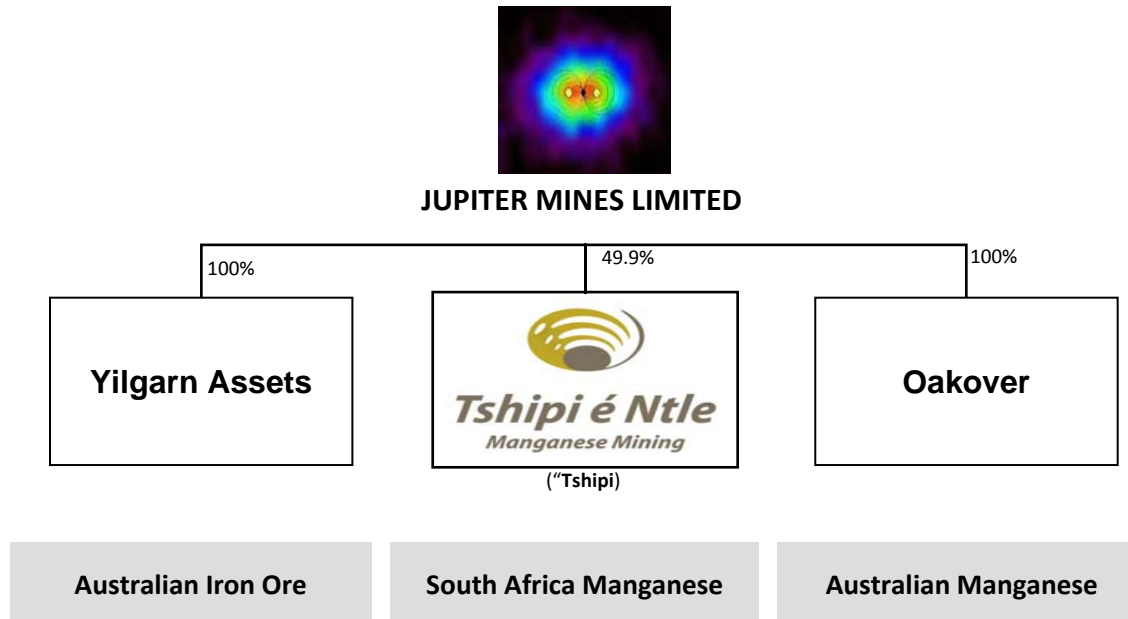 JUPITER MINES LIMITED
100%
49.9%
100%
Yilgarn Assets
Tshipi é Ntle
Manganese Mining
Oakover
(“Tshipi)
Australian Iron Ore
South Africa Manganese
Australian Manganese